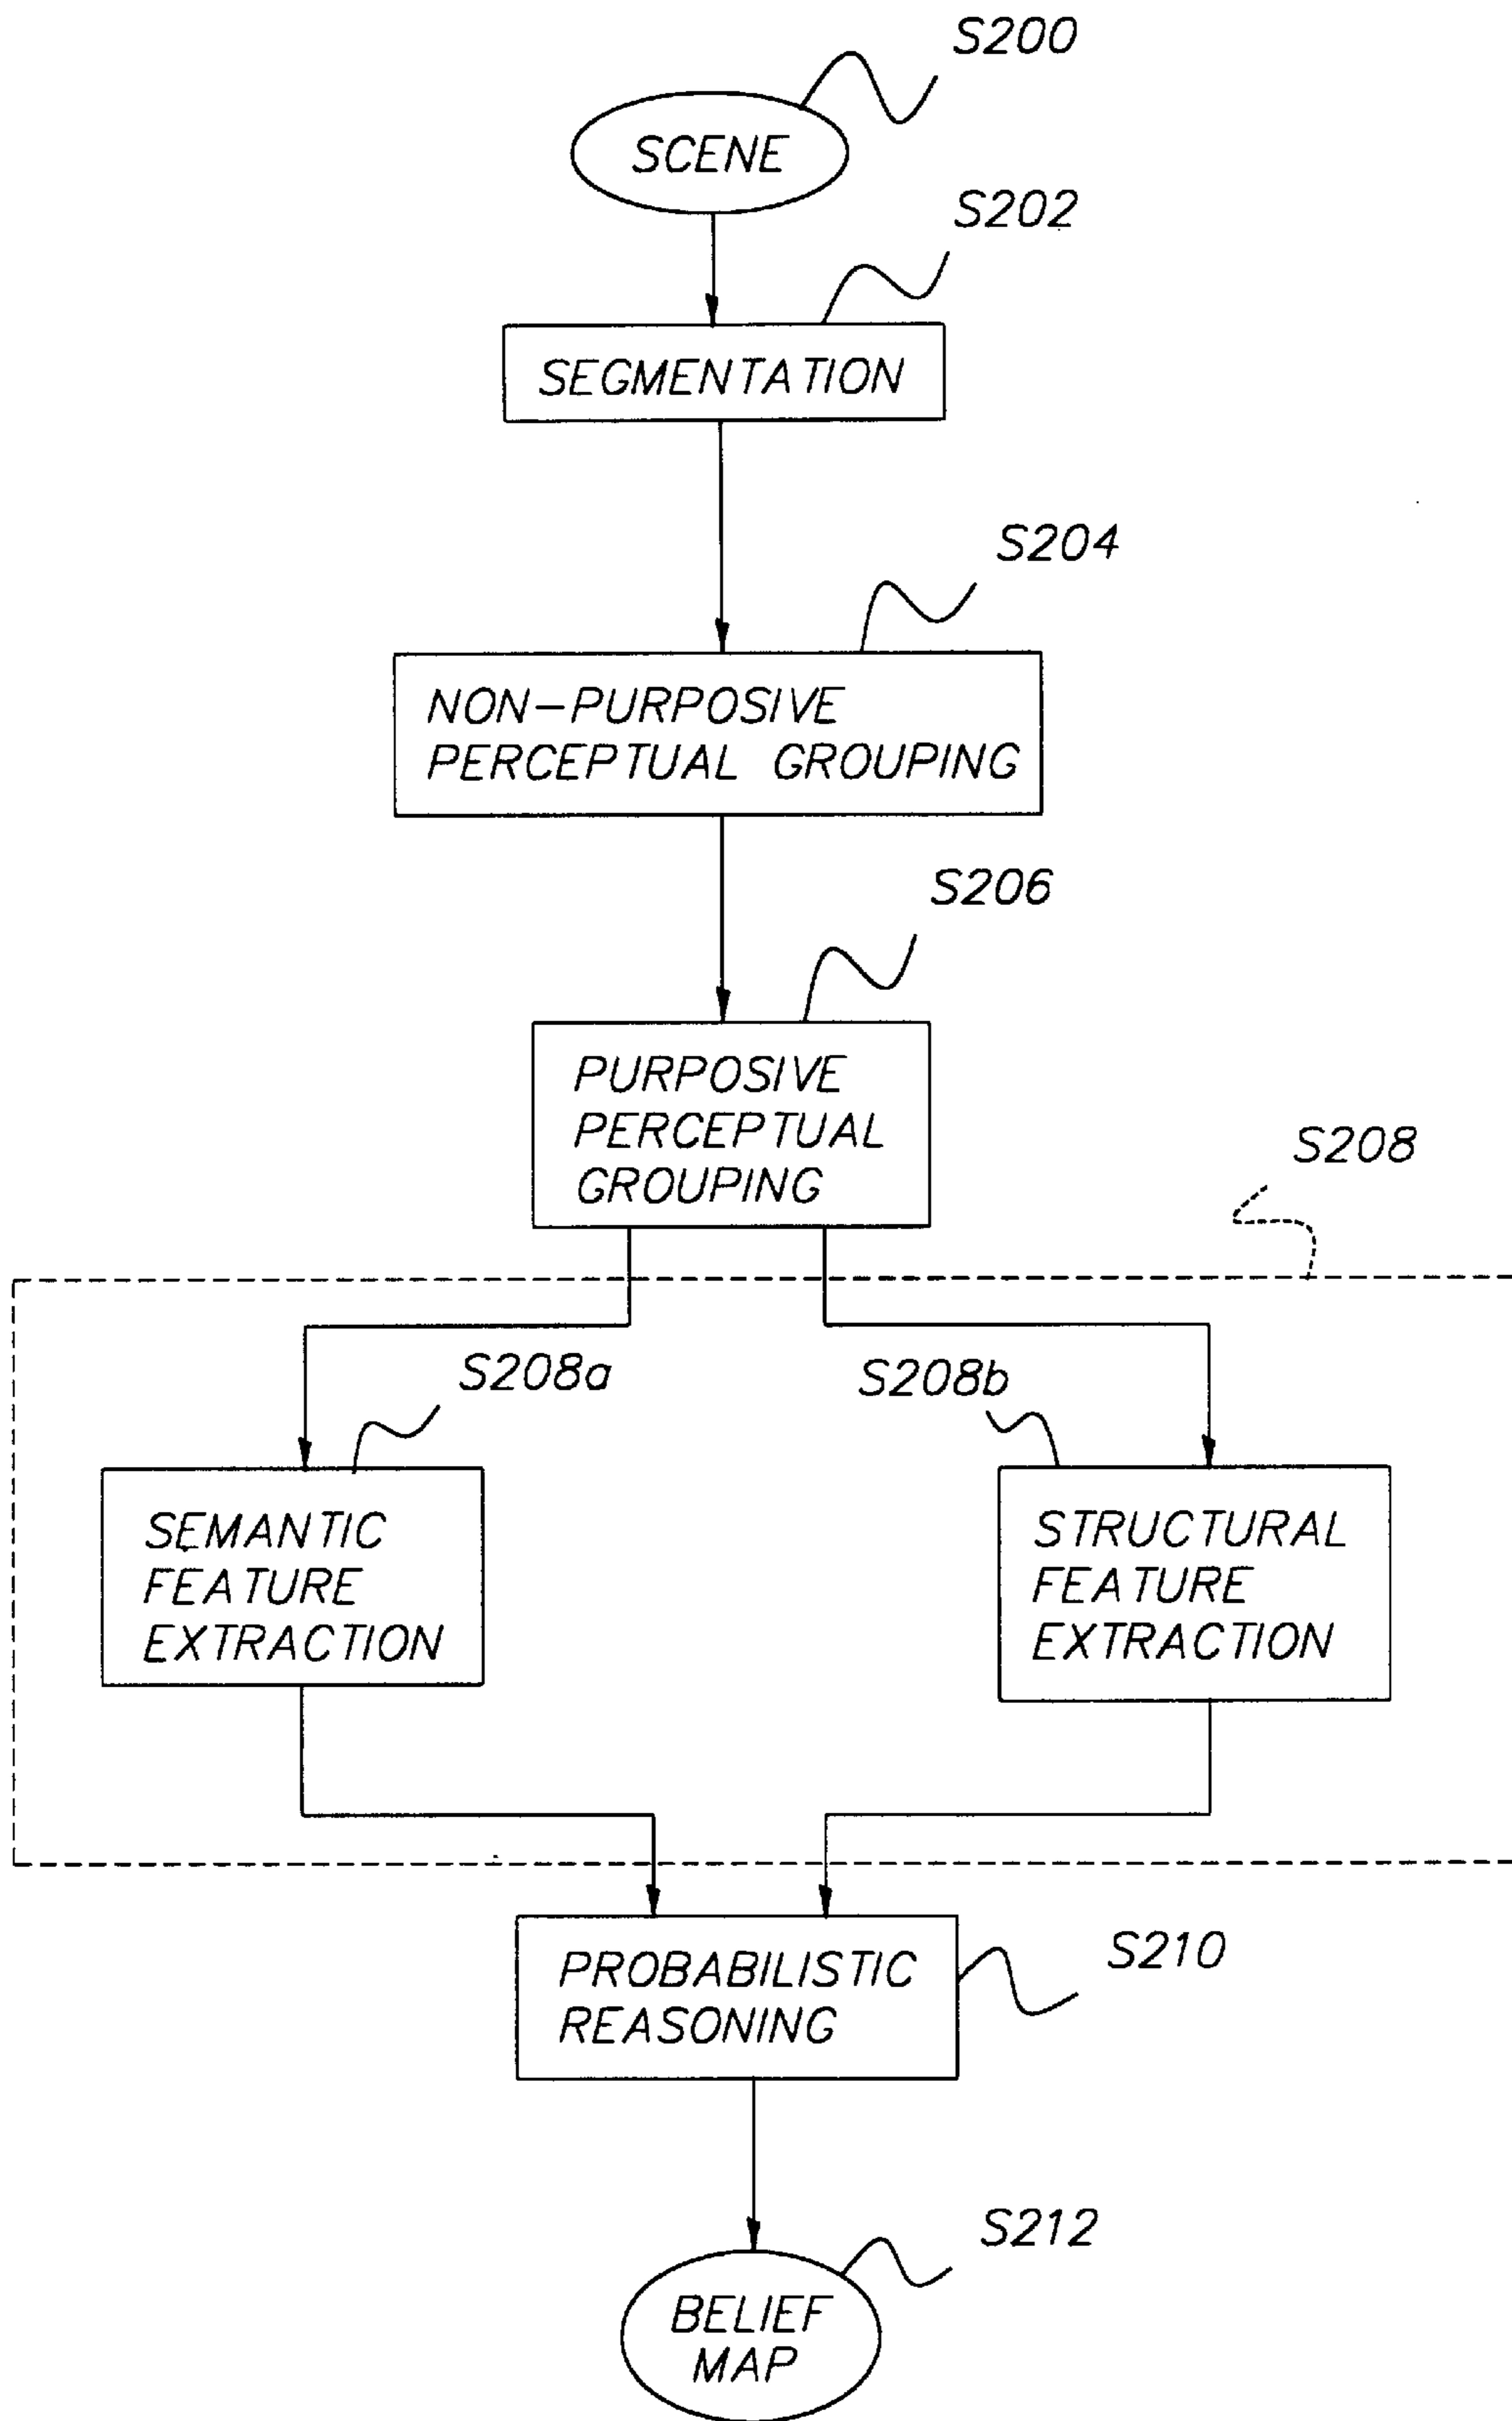 S200
SCENE
S202
SEGMENTATION
S204
NON-PURPOSIVE
PERCEPTUAL GROUPING
S206
PURPOSIVE
PERCEPTUAL
GROUPING
S208
S208a
S208b
SEMANTIC
FEATURE
EXTRACTION
STRUCTURAL
FEATURE
EXTRACTION
S210
PROBABILISTIC
REASONING
S212
BELIEF
MAP